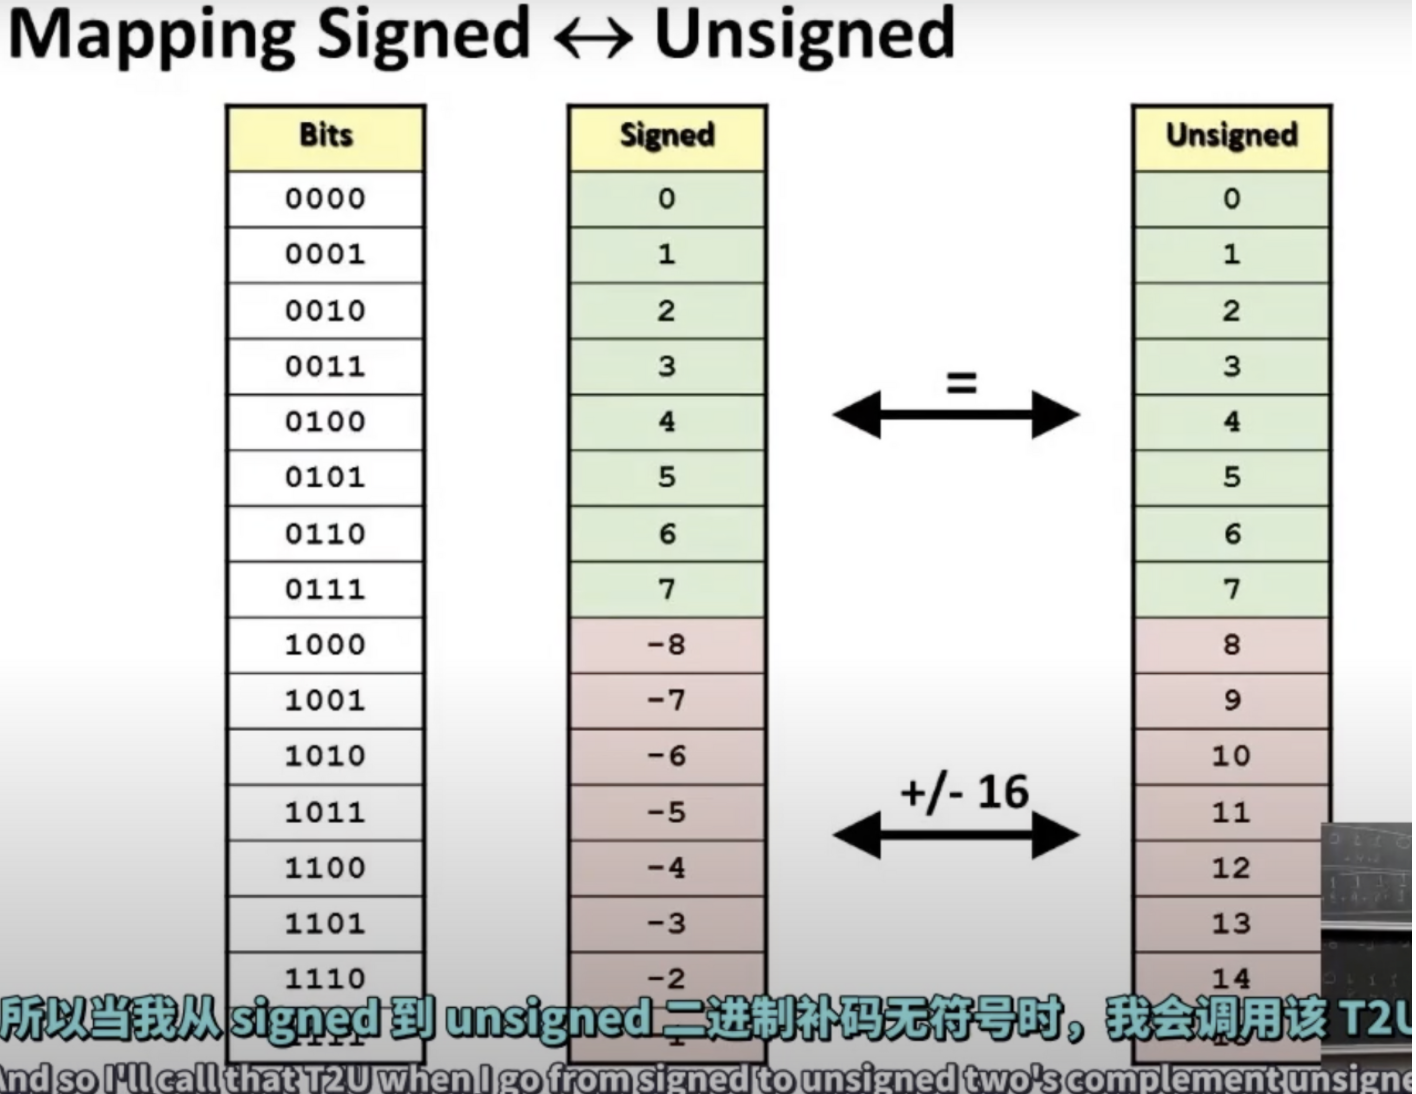 Mapping Signed ↔ Unsigned
Bits Signed Unsigned
0000 0 0
0001 1 1
0010 2 2
0011 3 3
=
0100 4 4
0101 5 5
0110 6 6
0111 7 7
1000 -8 8
1001 -7 9
1010 -6 10
+/- 16
1011 -5 11
1100 -4 12
1101 -3 13
1110 -2 14
所以当我从 signed 到 unsigned 二进制补码无符号时，我会调用该 T2U
1111
And so I'll call that T2U when I go from signed to unsigned two's complement unsigne